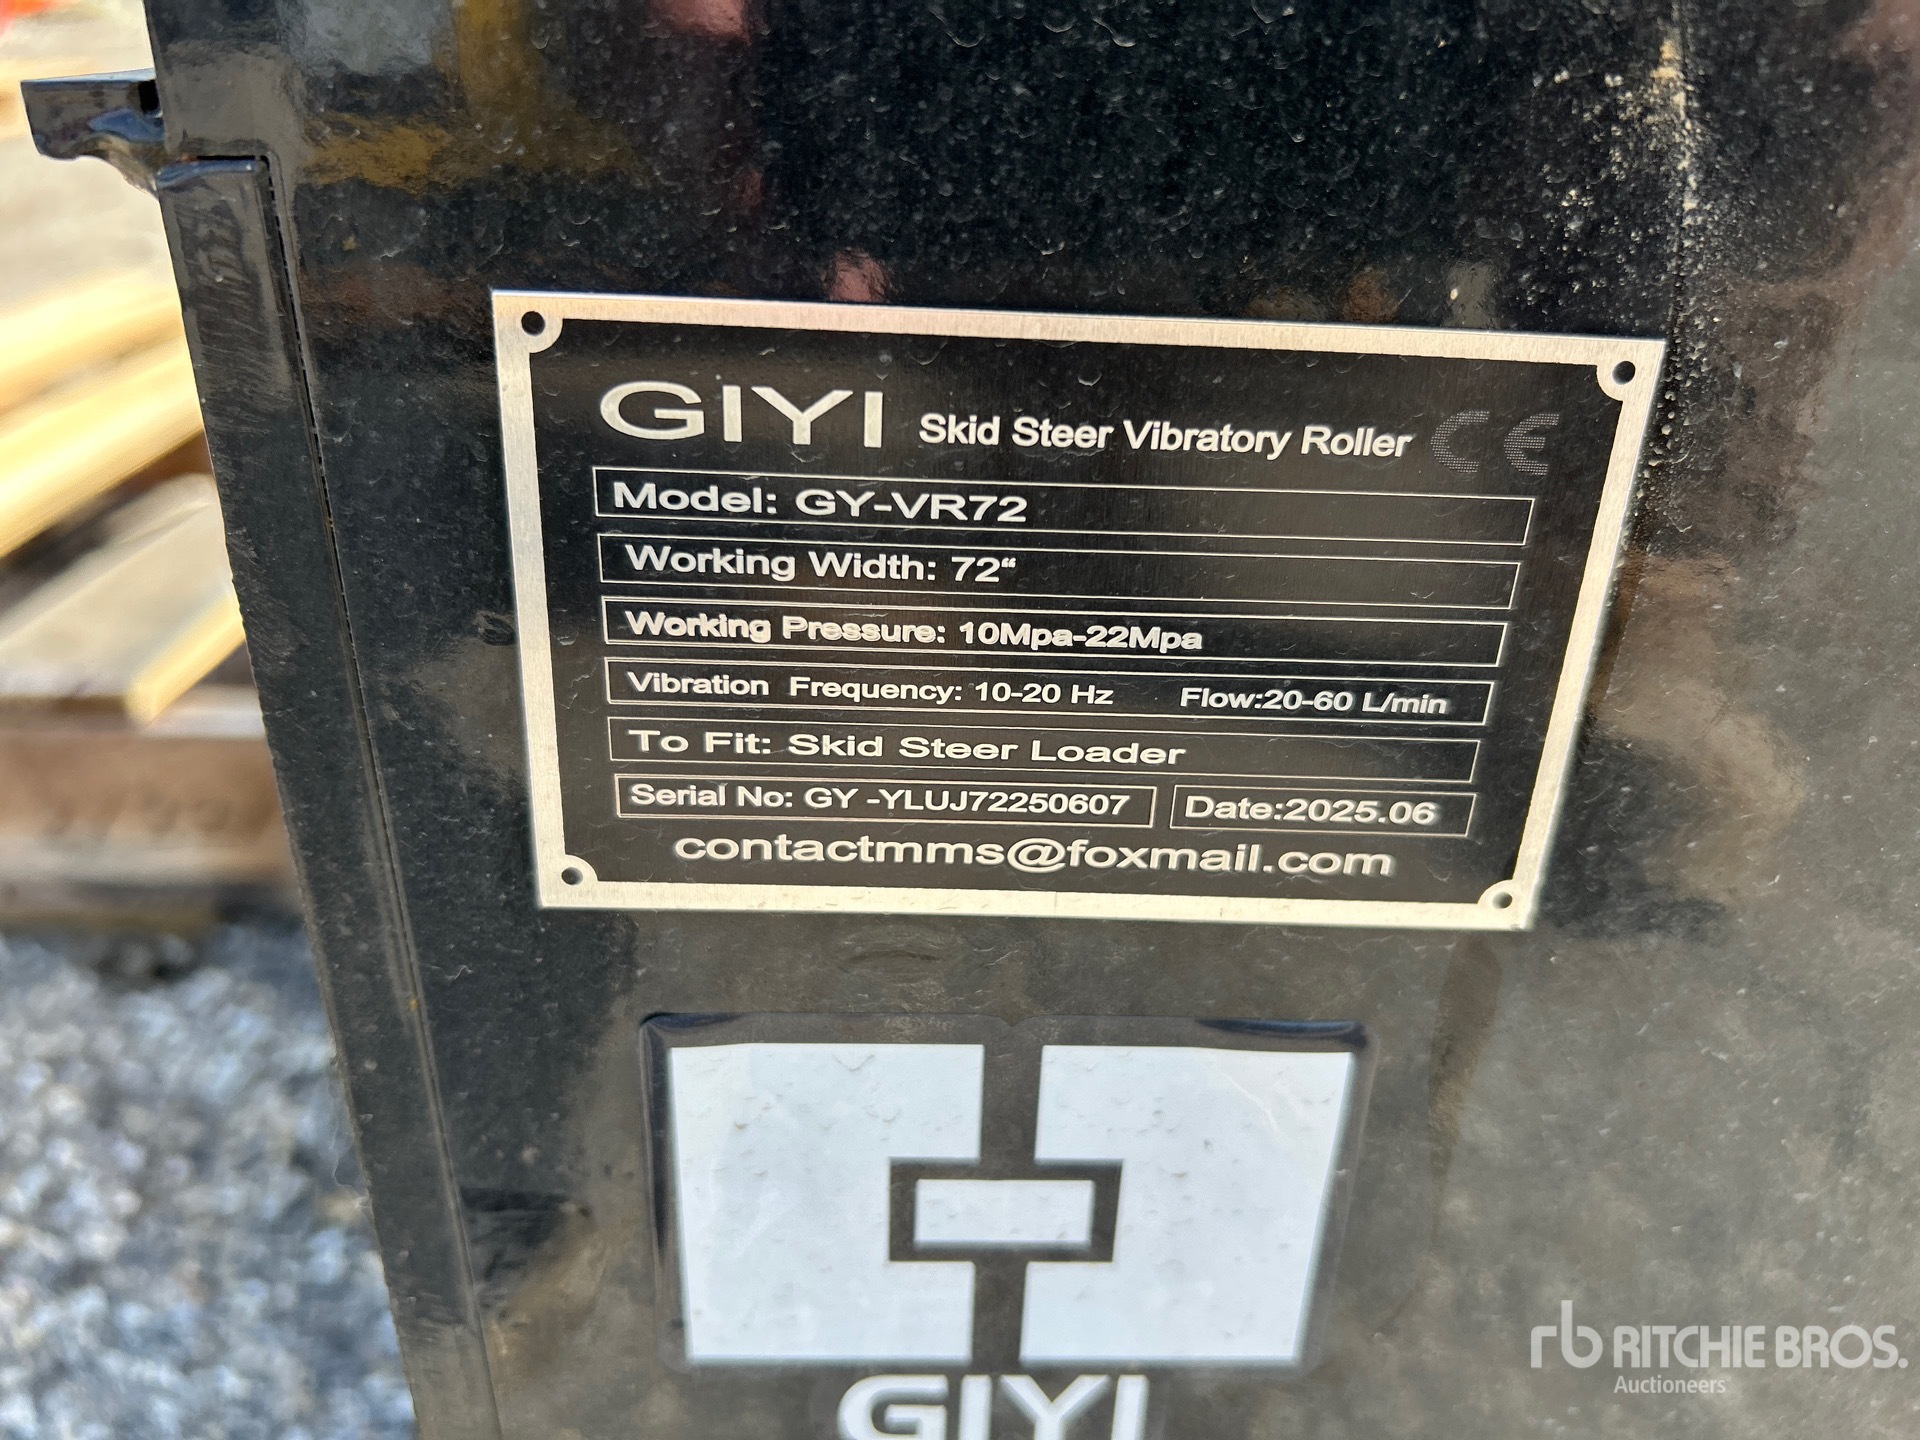 GIYI Skid Steer Vibratory Roller CE
Model: GY-VR72
Working Width: 72“
Working Pressure: 10Mpa-22Mpa
Vibration Frequency: 10-20 Hz Flow:20-60 L/min
To Fit: Skid Steer Loader
Serial No: GY -YLUJ72250607 Date:2025.06
contactmms@foxmail.com
GIYI
rb RITCHIE BROS.
Auctioneers